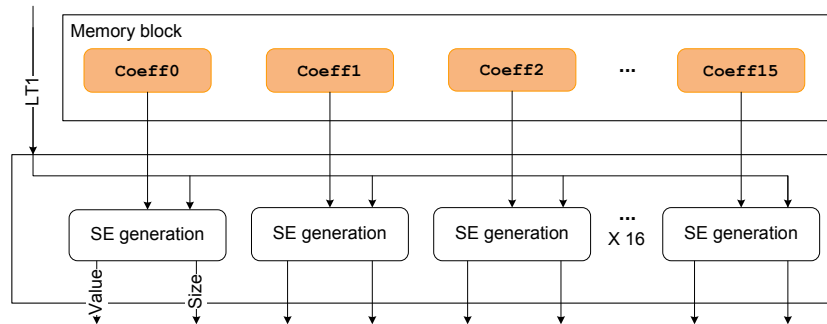 Memory block
Coeff0
Coeff1
Coeff2
...
Coeff15
LT1
SE generation
SE generation
SE generation
...
X 16
SE generation
Value
Size